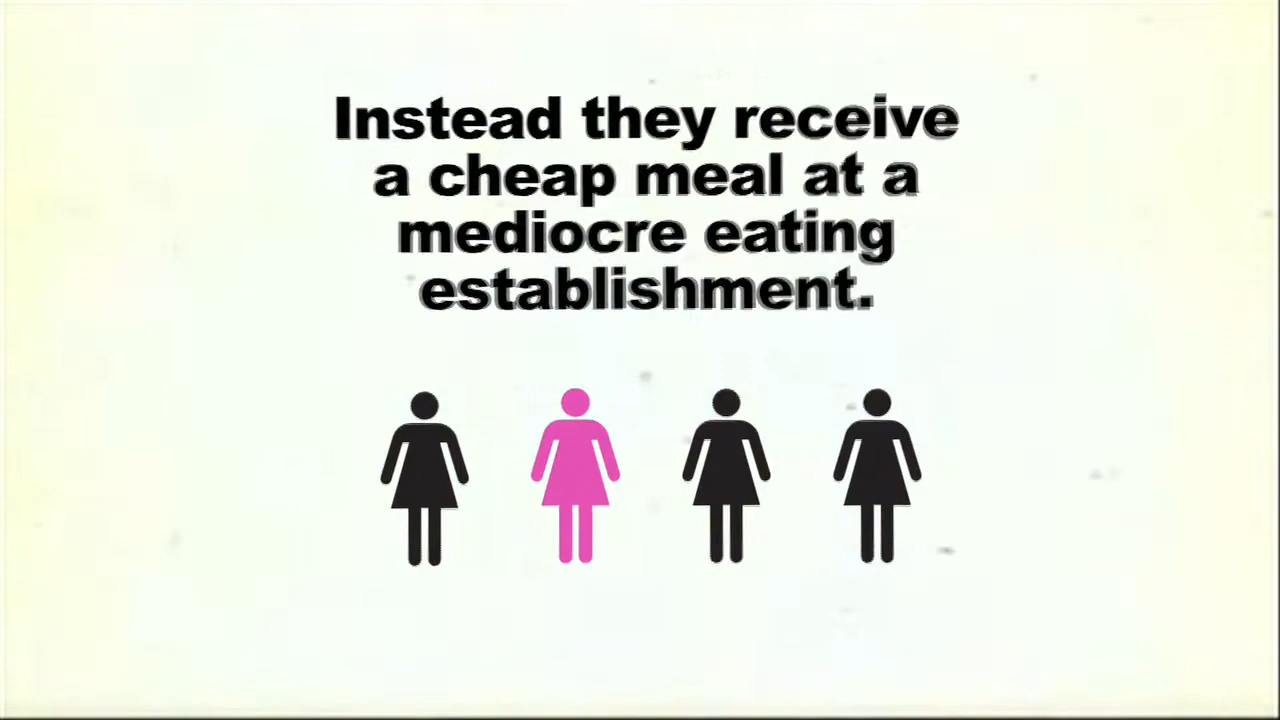 Instead they receive
a cheap meal at a
mediocre eating
establishment.